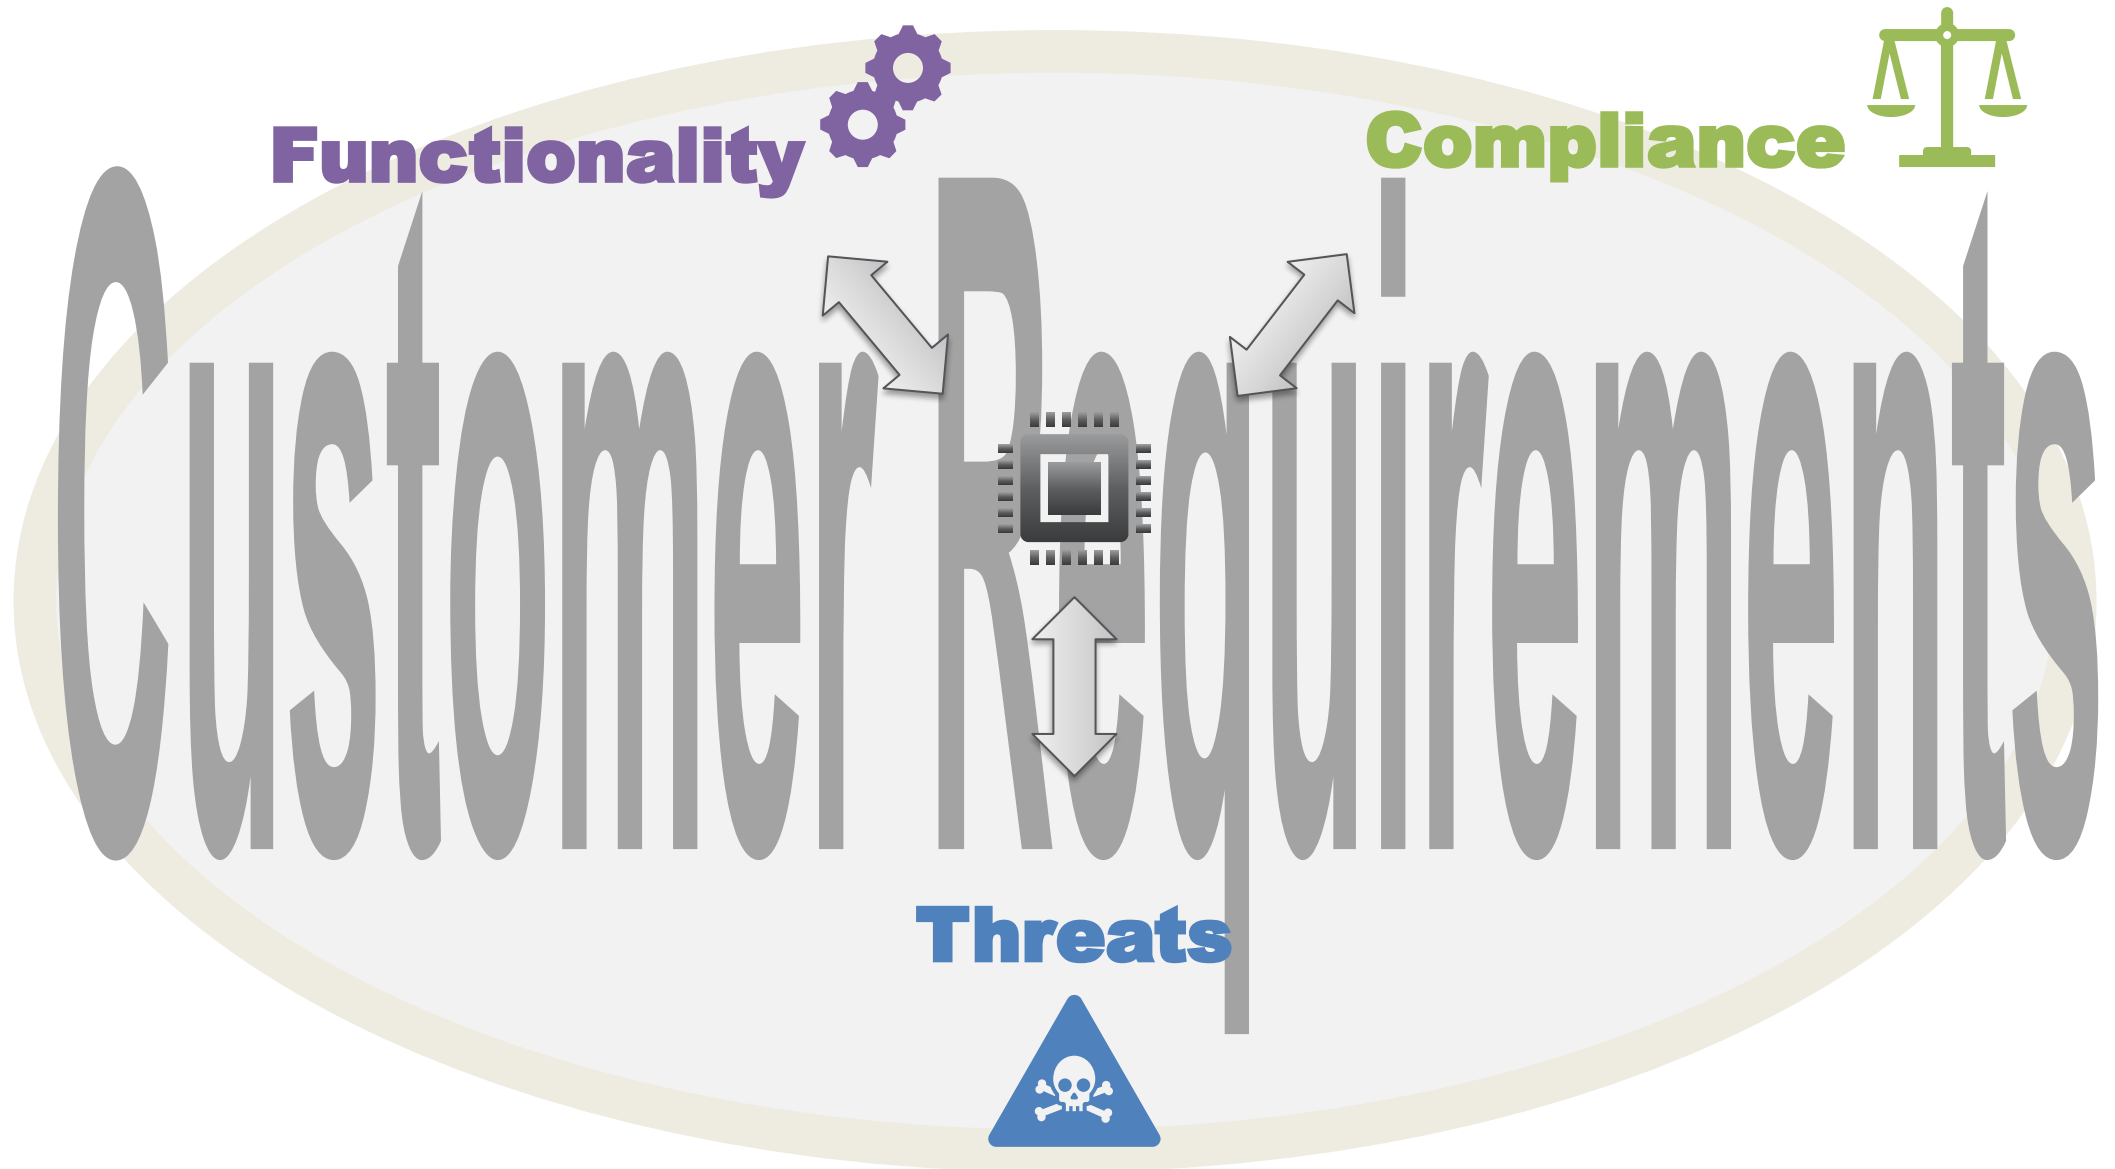 Functionality
Compliance
Customer Requirements
Threats